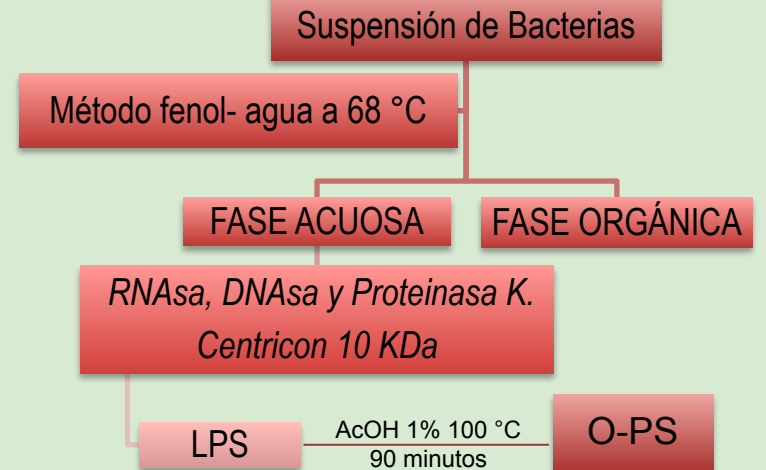 Suspensión de Bacterias
Método fenol- agua a 68 °C
FASE ACUOSA
FASE ORGÁNICA
RNAsa, DNAsa y Proteinasa K.
Centricon 10 KDa
LPS
AcOH 1% 100 °C
90 minutos
O-PS